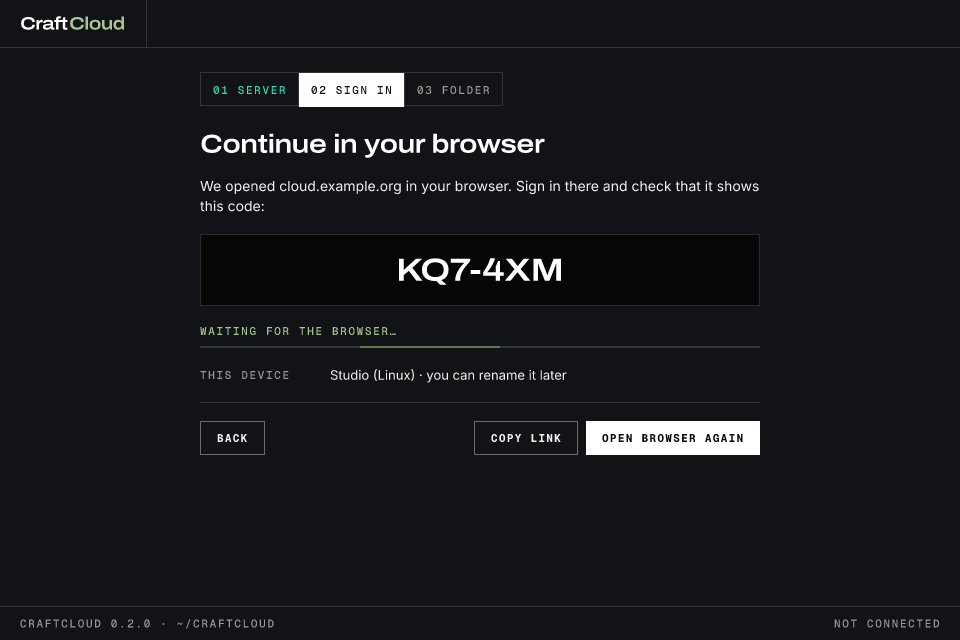 CraftCloud
01 SERVER 02 SIGN IN 03 FOLDER
Continue in your browser
We opened cloud.example.org in your browser. Sign in there and check that it shows
this code:
KQ7-4XM
WAITING FOR THE BROWSER…
THIS DEVICE Studio (Linux) · you can rename it later
BACK COPY LINK OPEN BROWSER AGAIN
CRAFTCLOUD 0.2.0 · ~/CRAFTCLOUD NOT CONNECTED